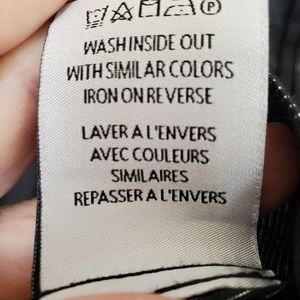 P
WASH INSIDE OUT
WITH SIMILAR COLORS
IRON ON REVERSE
LAVER A L'ENVERS
AVEC COULEURS
SIMILAIRES
REPASSER A L'ENVERS